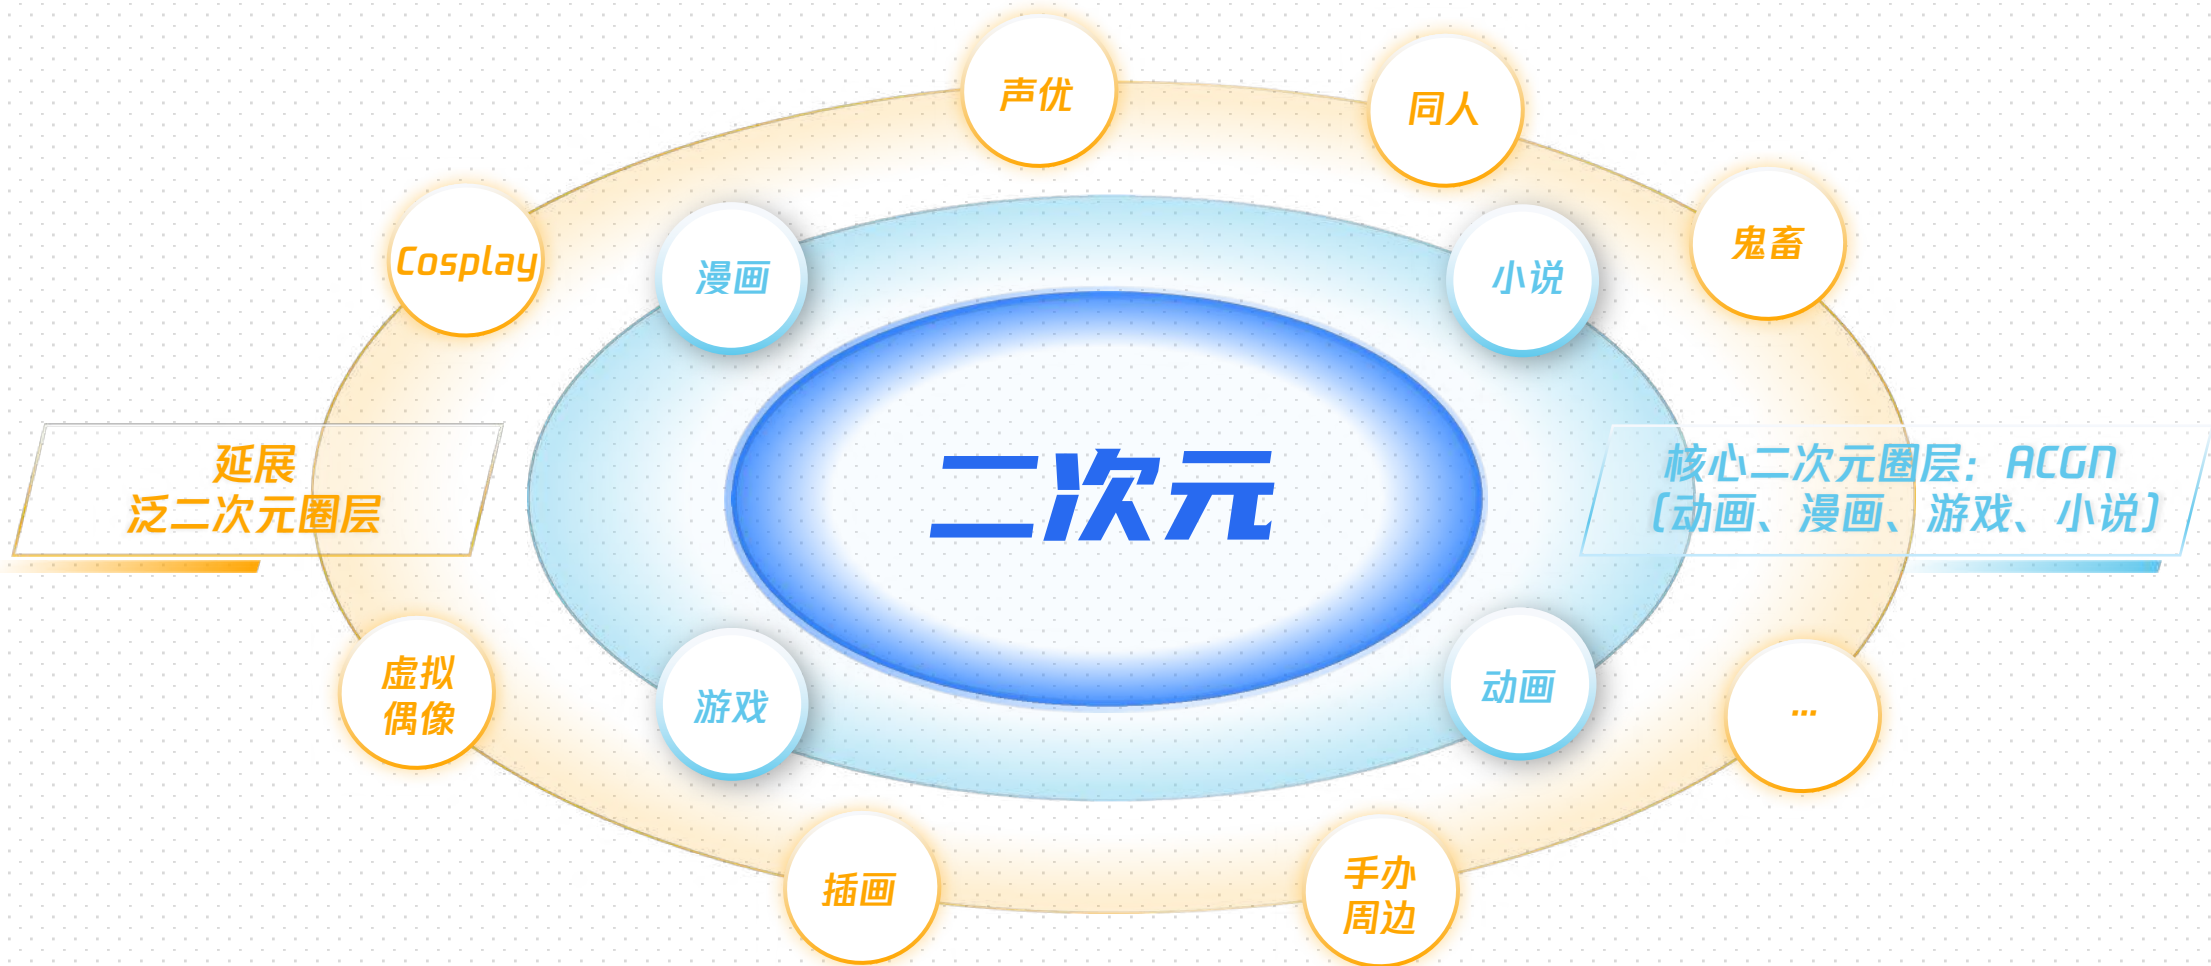 声优
同人
鬼畜
Cosplay
漫画
小说
延展
泛二次元圈层
二次元
核心二次元圈层：ACGN
（动画、漫画、游戏、小说）
虚拟
偶像
游戏
动画
...
插画
手办
周边